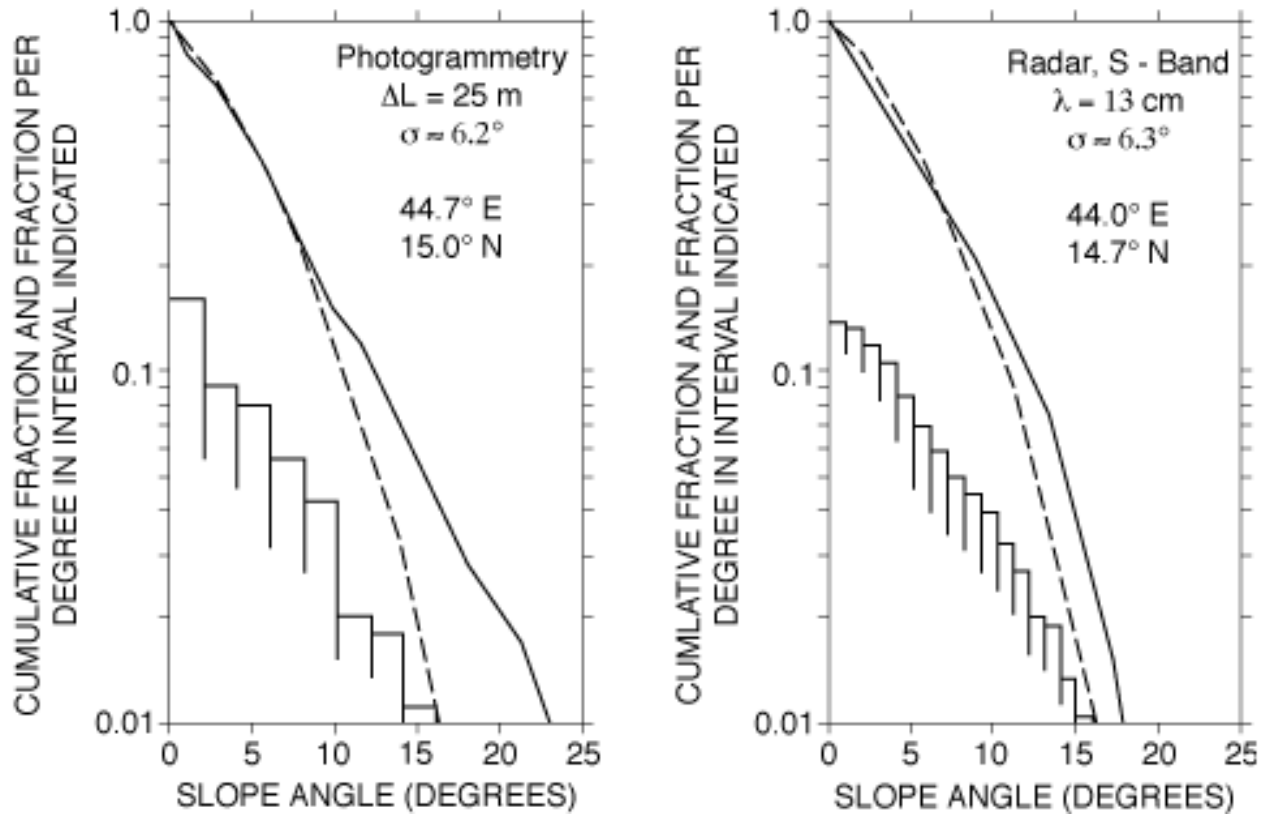 CUMULATIVE FRACTION AND FRACTION PER
DEGREE IN INTERVAL INDICATED
1.0
0.1
0.01
Photogrammetry
ΔL = 25 m
σ ≈ 6.2°
44.7° E
15.0° N
0 5 10 15 20 25
SLOPE ANGLE (DEGREES)
CUMLATIVE FRACTION AND FRACTION PER
DEGREE IN INTERVAL INDICATED
1.0
0.1
0.01
Radar, S - Band
λ = 13 cm
σ ≈ 6.3°
44.0° E
14.7° N
0 5 10 15 20 25
SLOPE ANGLE (DEGREES)